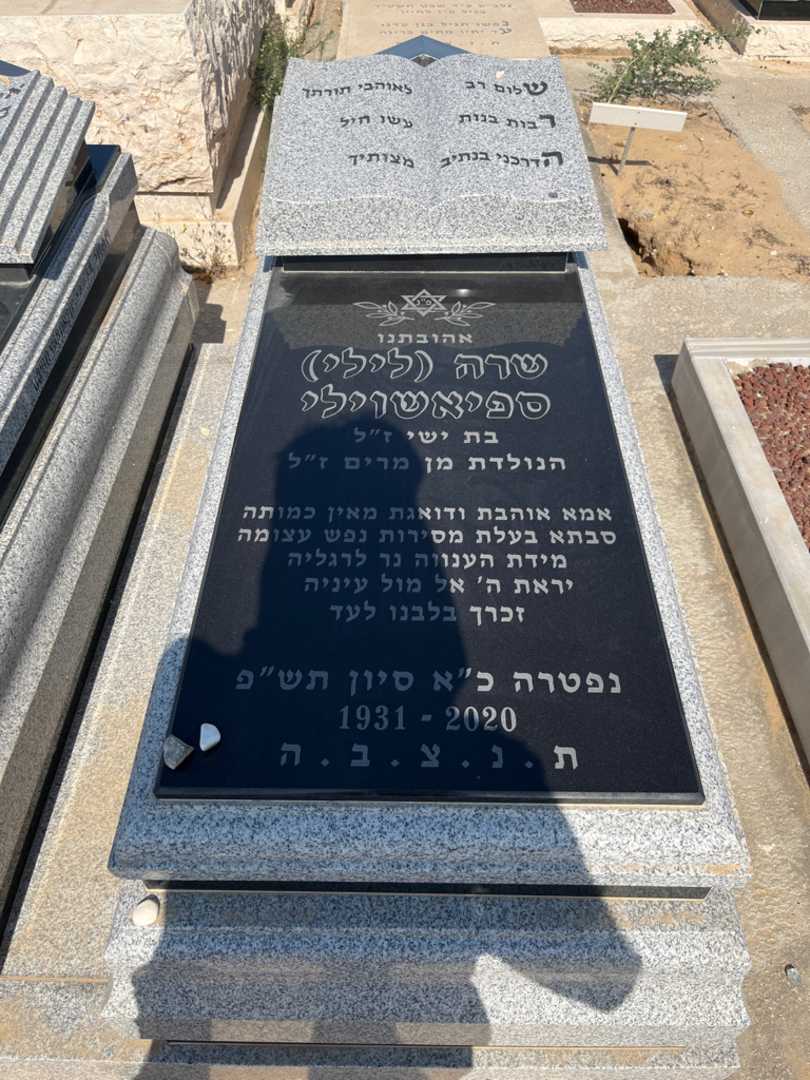 שלום רב לאוהבי תורתך
רבות בנות עשו חיל
הדרכני בנתיב מצותיך
פ״נ
אהובתנו
שרה (לילי)
ספיאשוילי
בת ישי ז״ל
הנולדת מן מרים ז״ל
אמא אוהבת ודואגת מאין כמותה
סבתא בעלת מסירות נפש עצומה
מידת הענווה נר לרגליה
יראת ה' אל מול עיניה
זכרך בלבנו לעד
נפטרה כ״א סיון תש״פ
1931 - 2020
ת . נ . צ . ב . ה